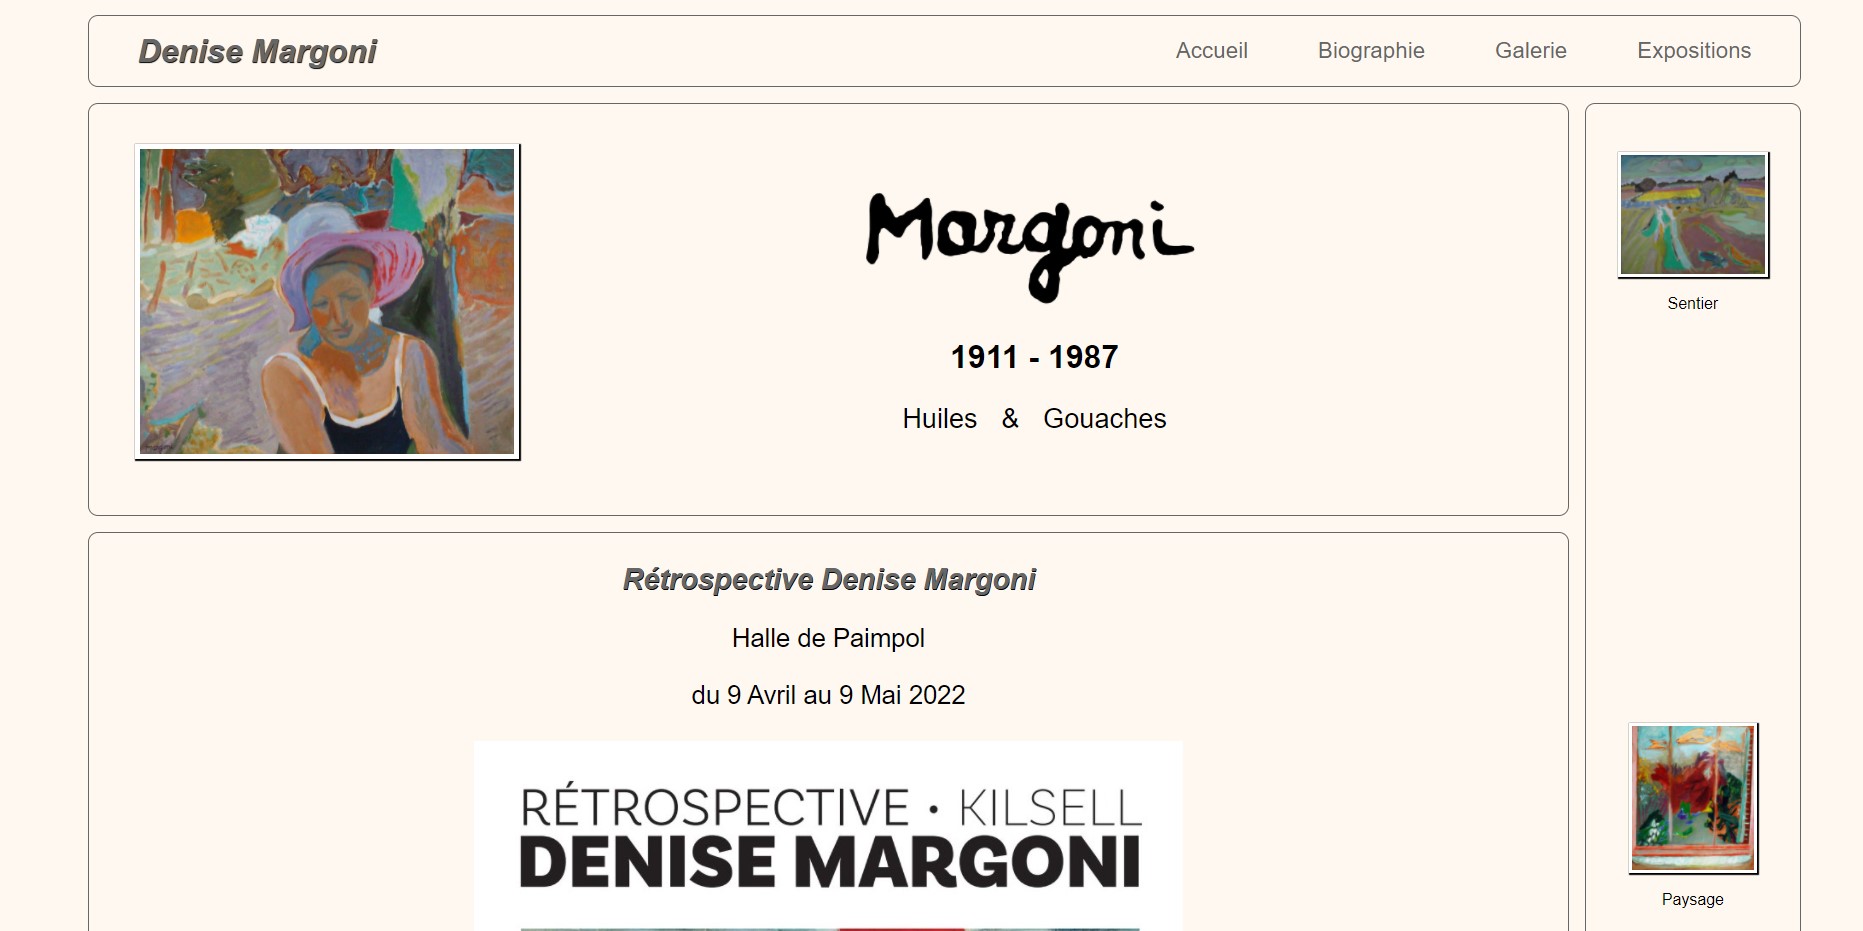 Denise Margoni
Accueil Biographie Galerie Expositions
Margoni
1911 - 1987
Huiles & Gouaches
Rétrospective Denise Margoni
Halle de Paimpol
du 9 Avril au 9 Mai 2022
RÉTROSPECTIVE • KILSELL
DENISE MARGONI
Sentier
Paysage